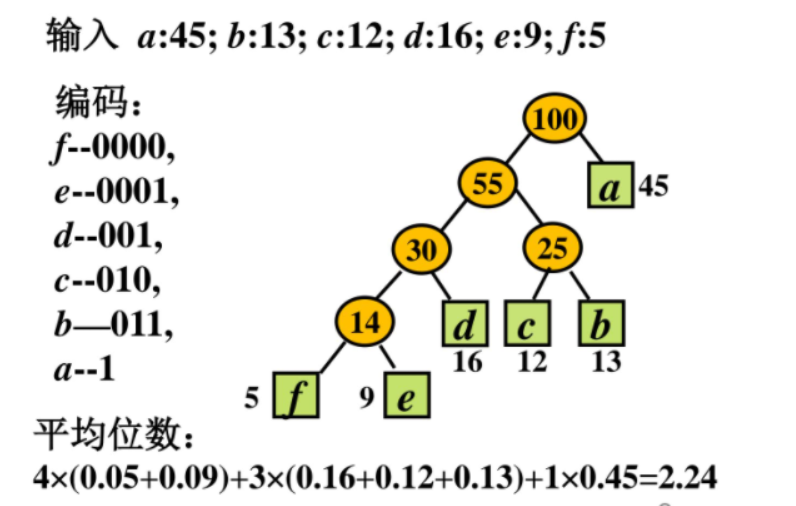 输入 a:45; b:13; c:12; d:16; e:9; f:5
编码：
f--0000,
e--0001,
d--001,
c--010,
b—011,
a--1
100
55
a 45
30
25
14
d
c
b
16
12
13
5 f
9 e
平均位数：
4×(0.05+0.09)+3×(0.16+0.12+0.13)+1×0.45=2.24